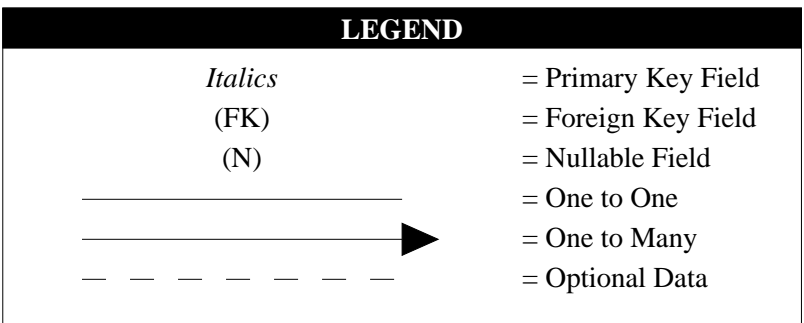 LEGEND
Italics = Primary Key Field
(FK) = Foreign Key Field
(N) = Nullable Field
= One to One
= One to Many
= Optional Data